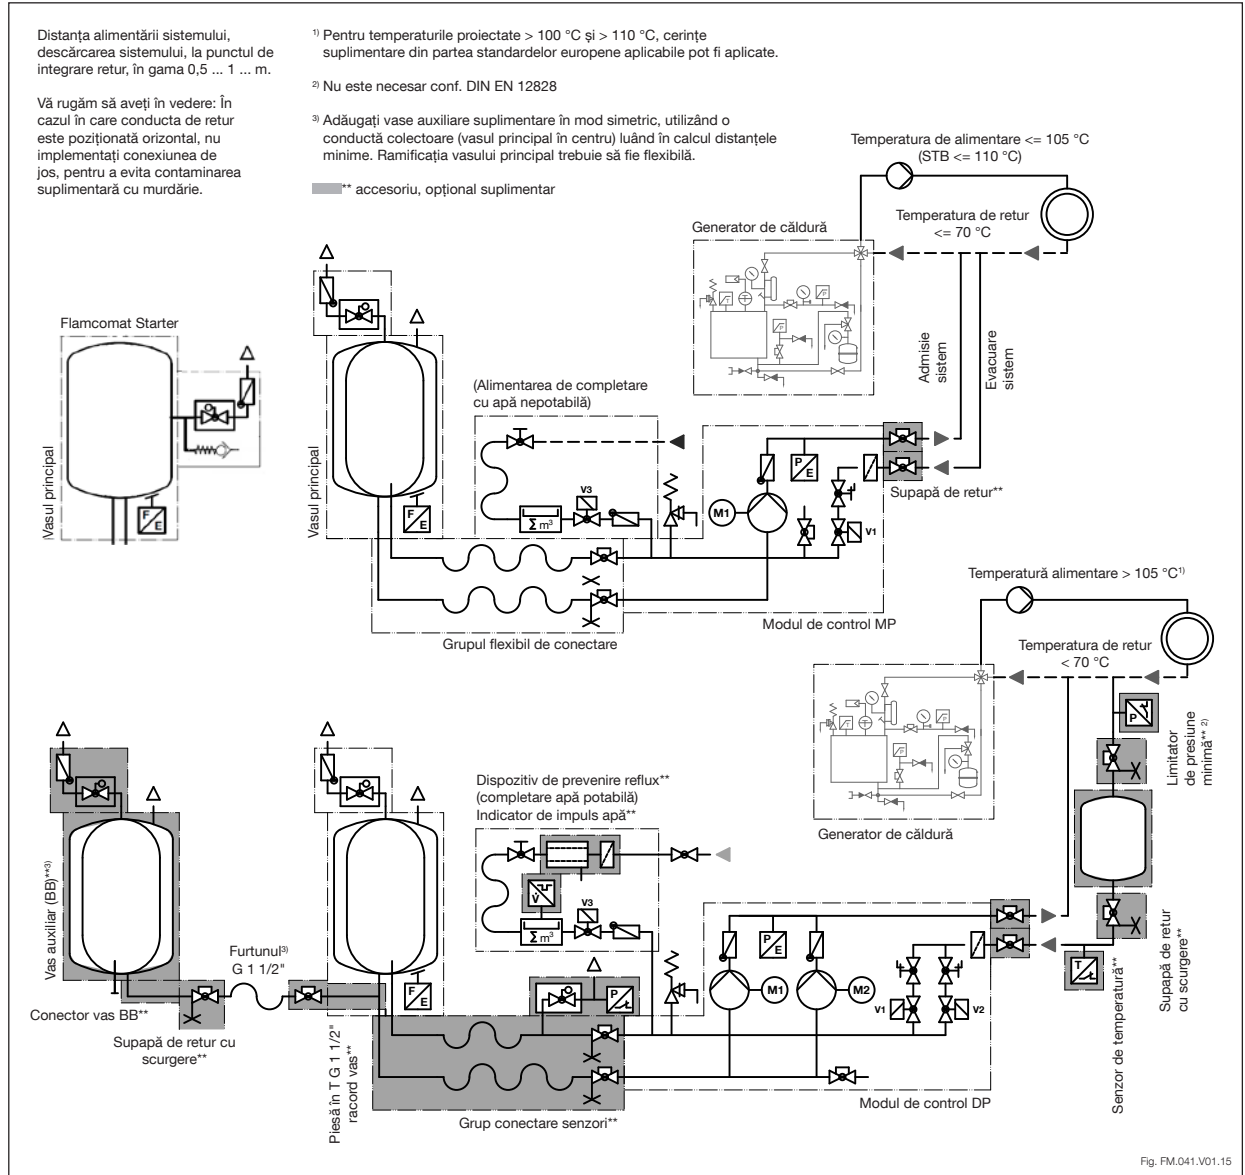 Distanța alimentării sistemului,
descărcarea sistemului, la punctul de
integrare retur, în gama 0,5 ... 1 ... m.
Vă rugăm să aveți în vedere: În
cazul în care conducta de retur
este poziționată orizontal, nu
implementați conexiunea de
jos, pentru a evita contaminarea
suplimentară cu murdărie.
1) Pentru temperaturile proiectate > 100 °C și > 110 °C, cerințe
suplimentare din partea standardelor europene aplicabile pot fi aplicate.
2) Nu este necesar conf. DIN EN 12828
3) Adăugați vase auxiliare suplimentare în mod simetric, utilizând o
conductă colectoare (vasul principal în centru) luând în calcul distanțele
minime. Ramificația vasului principal trebuie să fie flexibilă.
** accesoriu, opțional suplimentar
Temperatura de alimentare <= 105 °C
(STB <= 110 °C)
Temperatura de retur
<= 70 °C
Generator de căldură
Admisie
sistem
Evacuare
sistem
Flamcomat Starter
Vasul principal
F
E
Vasul principal
F
E
(Alimentarea de completare
cu apă nepotabilă)
V3
Σ m³
M1
P
E
V1
Supapă de retur**
Modul de control MP
Grupul flexibil de conectare
Temperatură alimentare > 105 °C1)
Temperatura de retur
< 70 °C
Generator de căldură
P
Limitator
de presiune
minimă** 2)
Supapă de retur
cu scurgere**
T
Senzor de temperatură**
Vas auxiliar (BB)**3)
Conector vas BB**
Furtunul3)
G 1 1/2"
Supapă de retur cu
scurgere**
Piesă în T G 1 1/2"
racord vas**
F
E
Dispozitiv de prevenire reflux**
(completare apă potabilă)
Indicator de impuls apă**
V
V3
Σ m³
P
P
E
M1
M2
V1
V2
Modul de control DP
Grup conectare senzori**
Fig. FM.041.V01.15